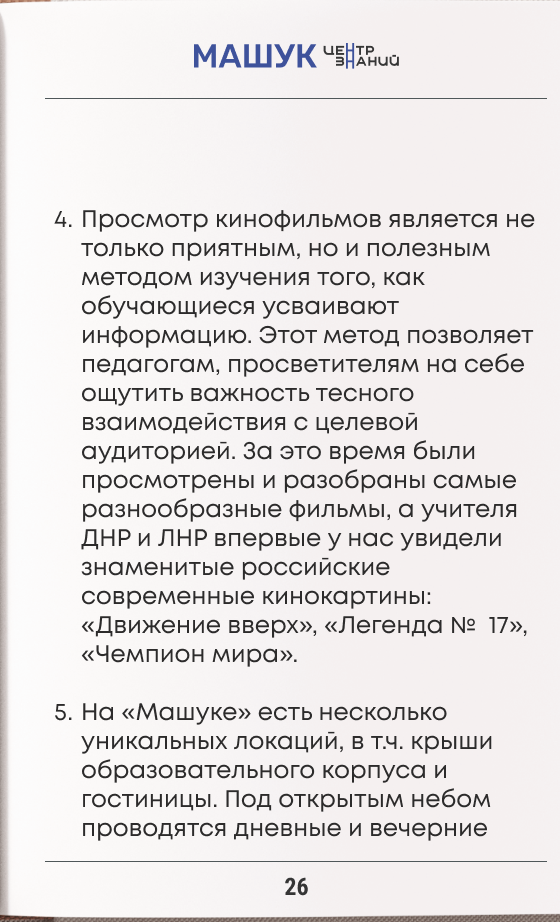 МАШУК ЦЕНТР
ЗНАНИЙ
4. Просмотр кинофильмов является не
только приятным, но и полезным
методом изучения того, как
обучающиеся усваивают
информацию. Этот метод позволяет
педагогам, просветителям на себе
ощутить важность тесного
взаимодействия с целевой
аудиторией. За это время были
просмотрены и разобраны самые
разнообразные фильмы, а учителя
ДНР и ЛНР впервые у нас увидели
знаменитые российские
современные кинокартины:
«Движение вверх», «Легенда № 17»,
«Чемпион мира».
5. На «Машуке» есть несколько
уникальных локаций, в т.ч. крыши
образовательного корпуса и
гостиницы. Под открытым небом
проводятся дневные и вечерние
26